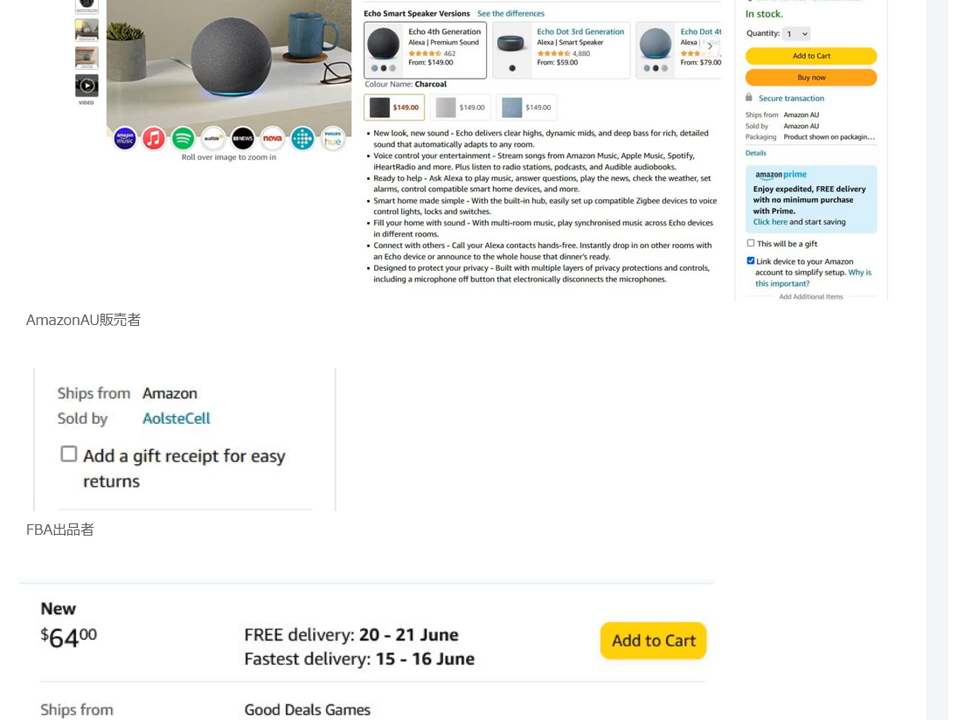 Echo Smart Speaker Versions See the differences
Echo 4th Generation
Alexa | Premium Sound
462
From: $149.00
Echo Dot 3rd Generation
Alexa | Smart Speaker
4,880
From: $59.00
Echo Dot 4t
Alexa |
From: $79.00
Colour Name: Charcoal
$149.00
$149.00
$149.00
VIDEO
amazon music
audible
NEWS
nova
PHILIPS hue
Roll over image to zoom in
• New look, new sound - Echo delivers clear highs, dynamic mids, and deep bass for rich, detailed
sound that automatically adapts to any room.
• Voice control your entertainment - Stream songs from Amazon Music, Apple Music, Spotify,
iHeartRadio and more. Plus listen to radio stations, podcasts, and Audible audiobooks.
• Ready to help - Ask Alexa to play music, answer questions, play the news, check the weather, set
alarms, control compatible smart home devices, and more.
• Smart home made simple - With the built-in hub, easily set up compatible Zigbee devices to voice
control lights, locks and switches.
• Fill your home with sound - With multi-room music, play synchronised music across Echo devices
in different rooms.
• Connect with others - Call your Alexa contacts hands-free. Instantly drop in on other rooms with
an Echo device or announce to the whole house that dinner's ready.
• Designed to protect your privacy - Built with multiple layers of privacy protections and controls,
including a microphone off button that electronically disconnects the microphones.
In stock.
Quantity: 1
Add to Cart
Buy now
Secure transaction
Ships from Amazon AU
Sold by Amazon AU
Packaging Product shown on packagin...
Details
amazon prime
Enjoy expedited, FREE delivery
with no minimum purchase
with Prime.
Click here and start saving
This will be a gift
Link device to your Amazon
account to simplify setup. Why is
this important?
Add Additional Items
AmazonAU販売者
Ships from Amazon
Sold by AolsteCell
Add a gift receipt for easy
returns
FBA出品者
New
$64 00
FREE delivery: 20 - 21 June
Fastest delivery: 15 - 16 June
Add to Cart
Ships from Good Deals Games